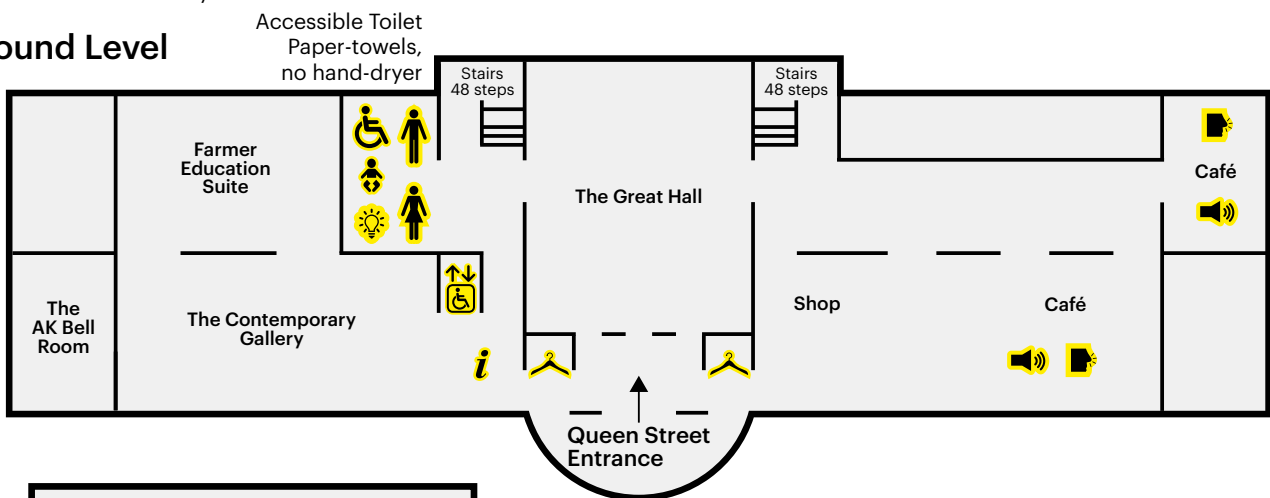 Accessible Toilet
Paper-towels,
no hand-dryer
Level
Stairs
48 steps
Stairs
48 steps
Farmer
Education
Suite
The Great Hall
Café
The
AK Bell
Room
The Contemporary
Gallery
i
Shop
Café
Queen Street
Entrance